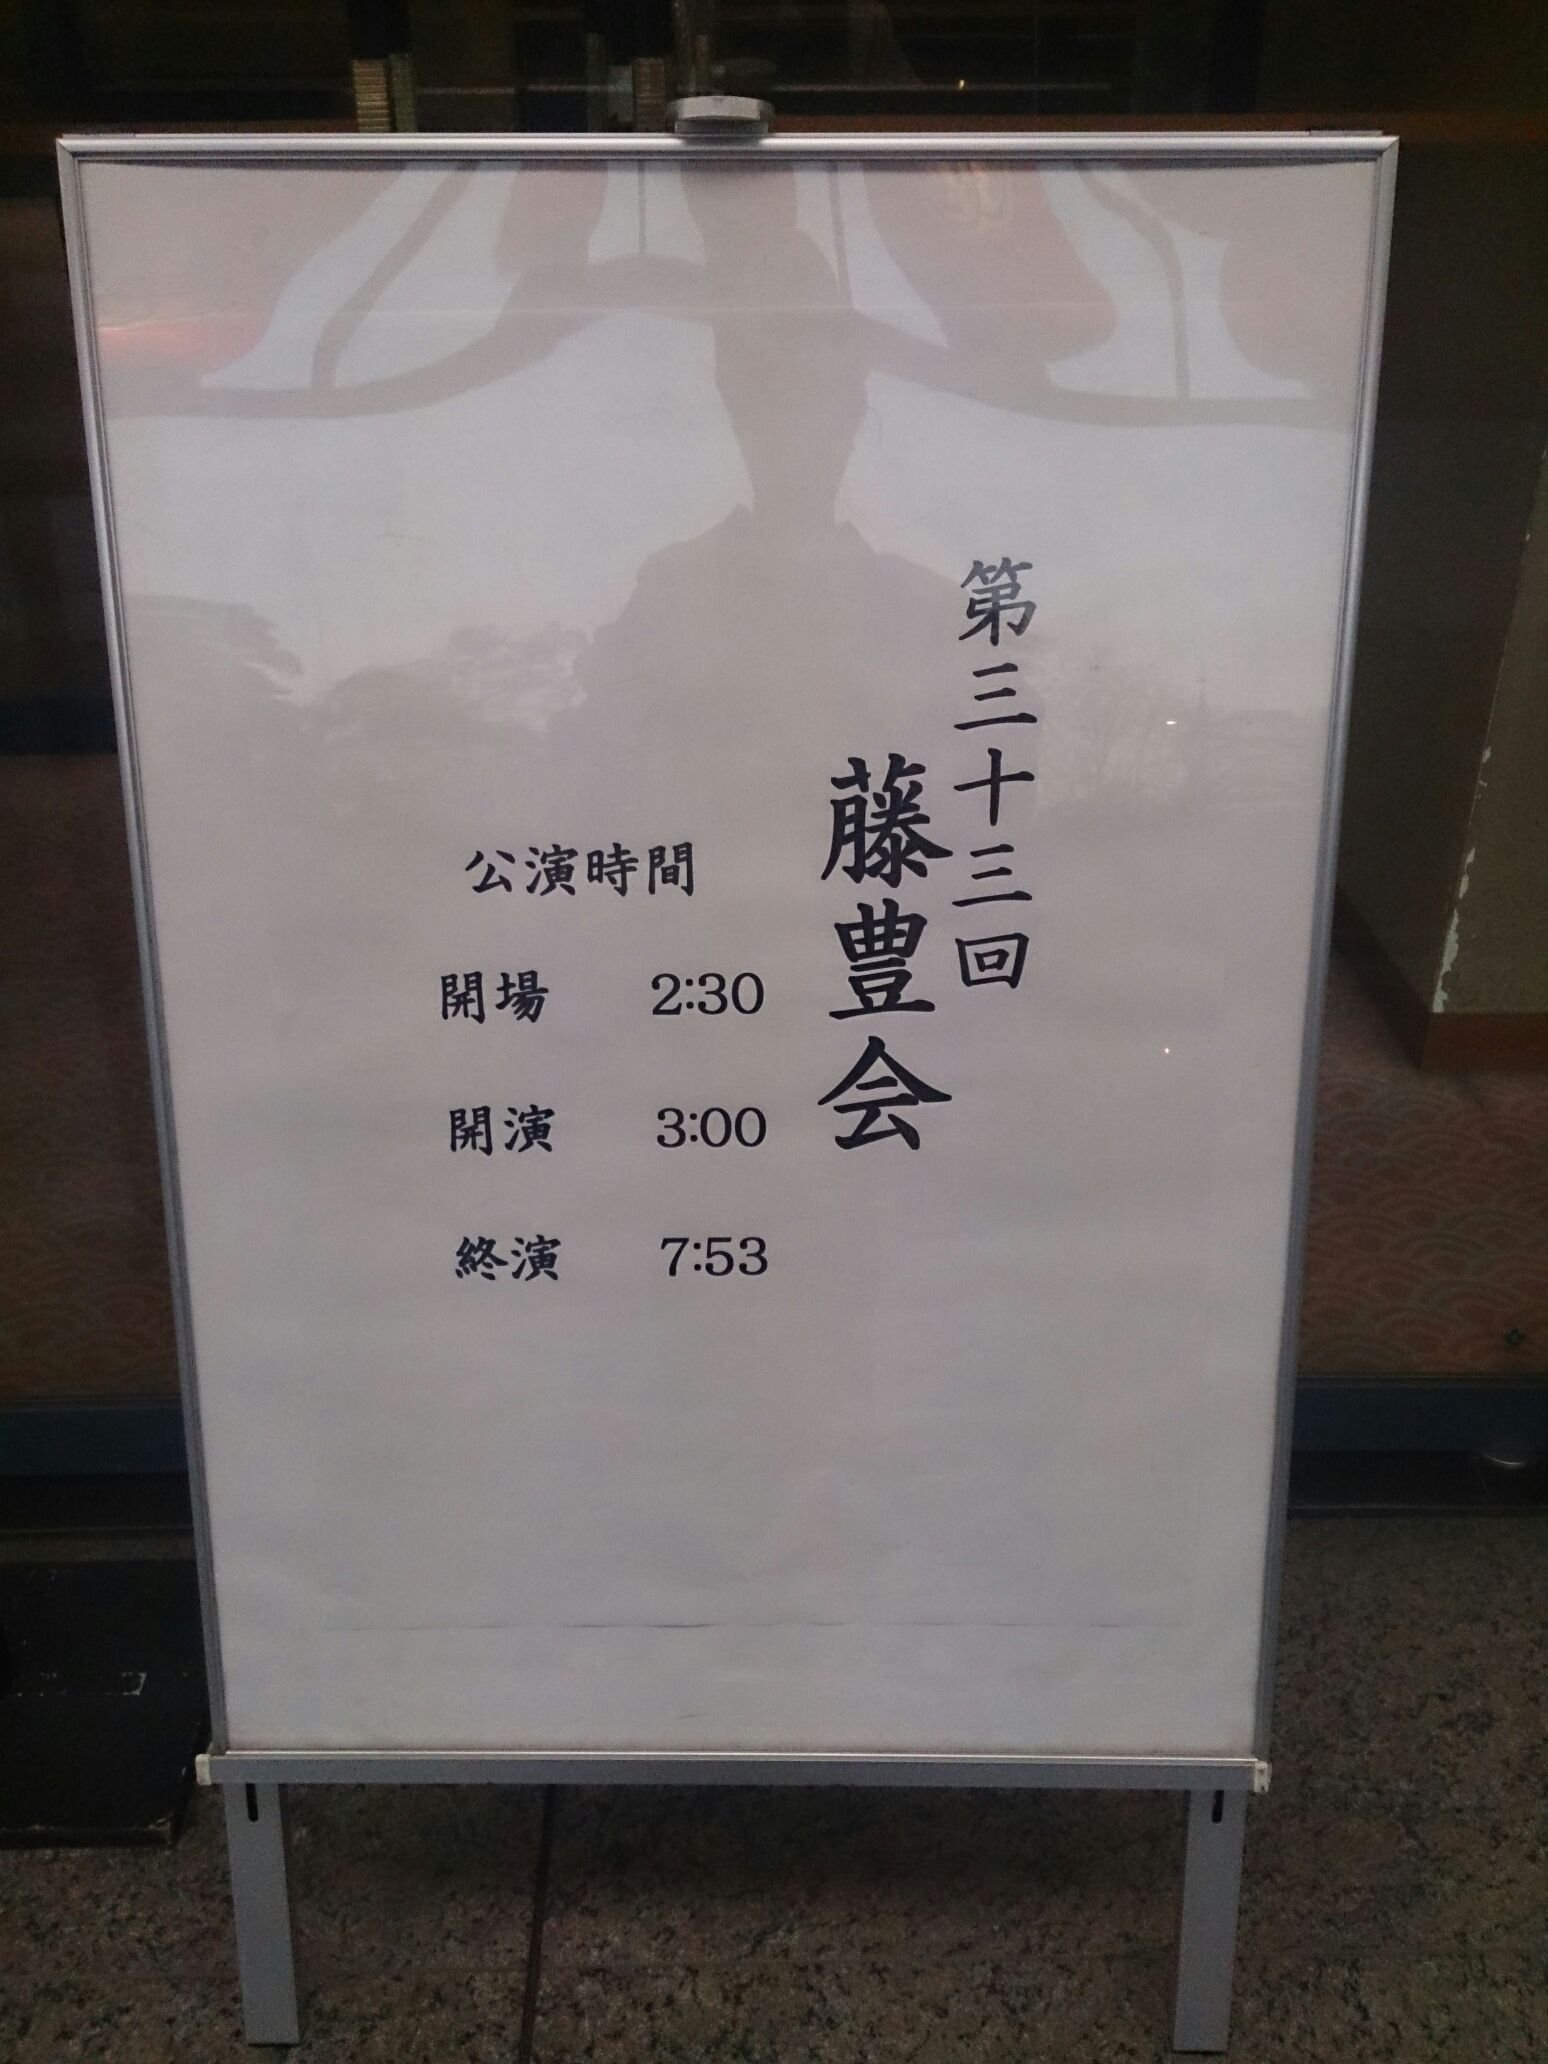 第三十三回
藤豊会
公演時間
開場 2:30
開演 3:00
終演 7:53